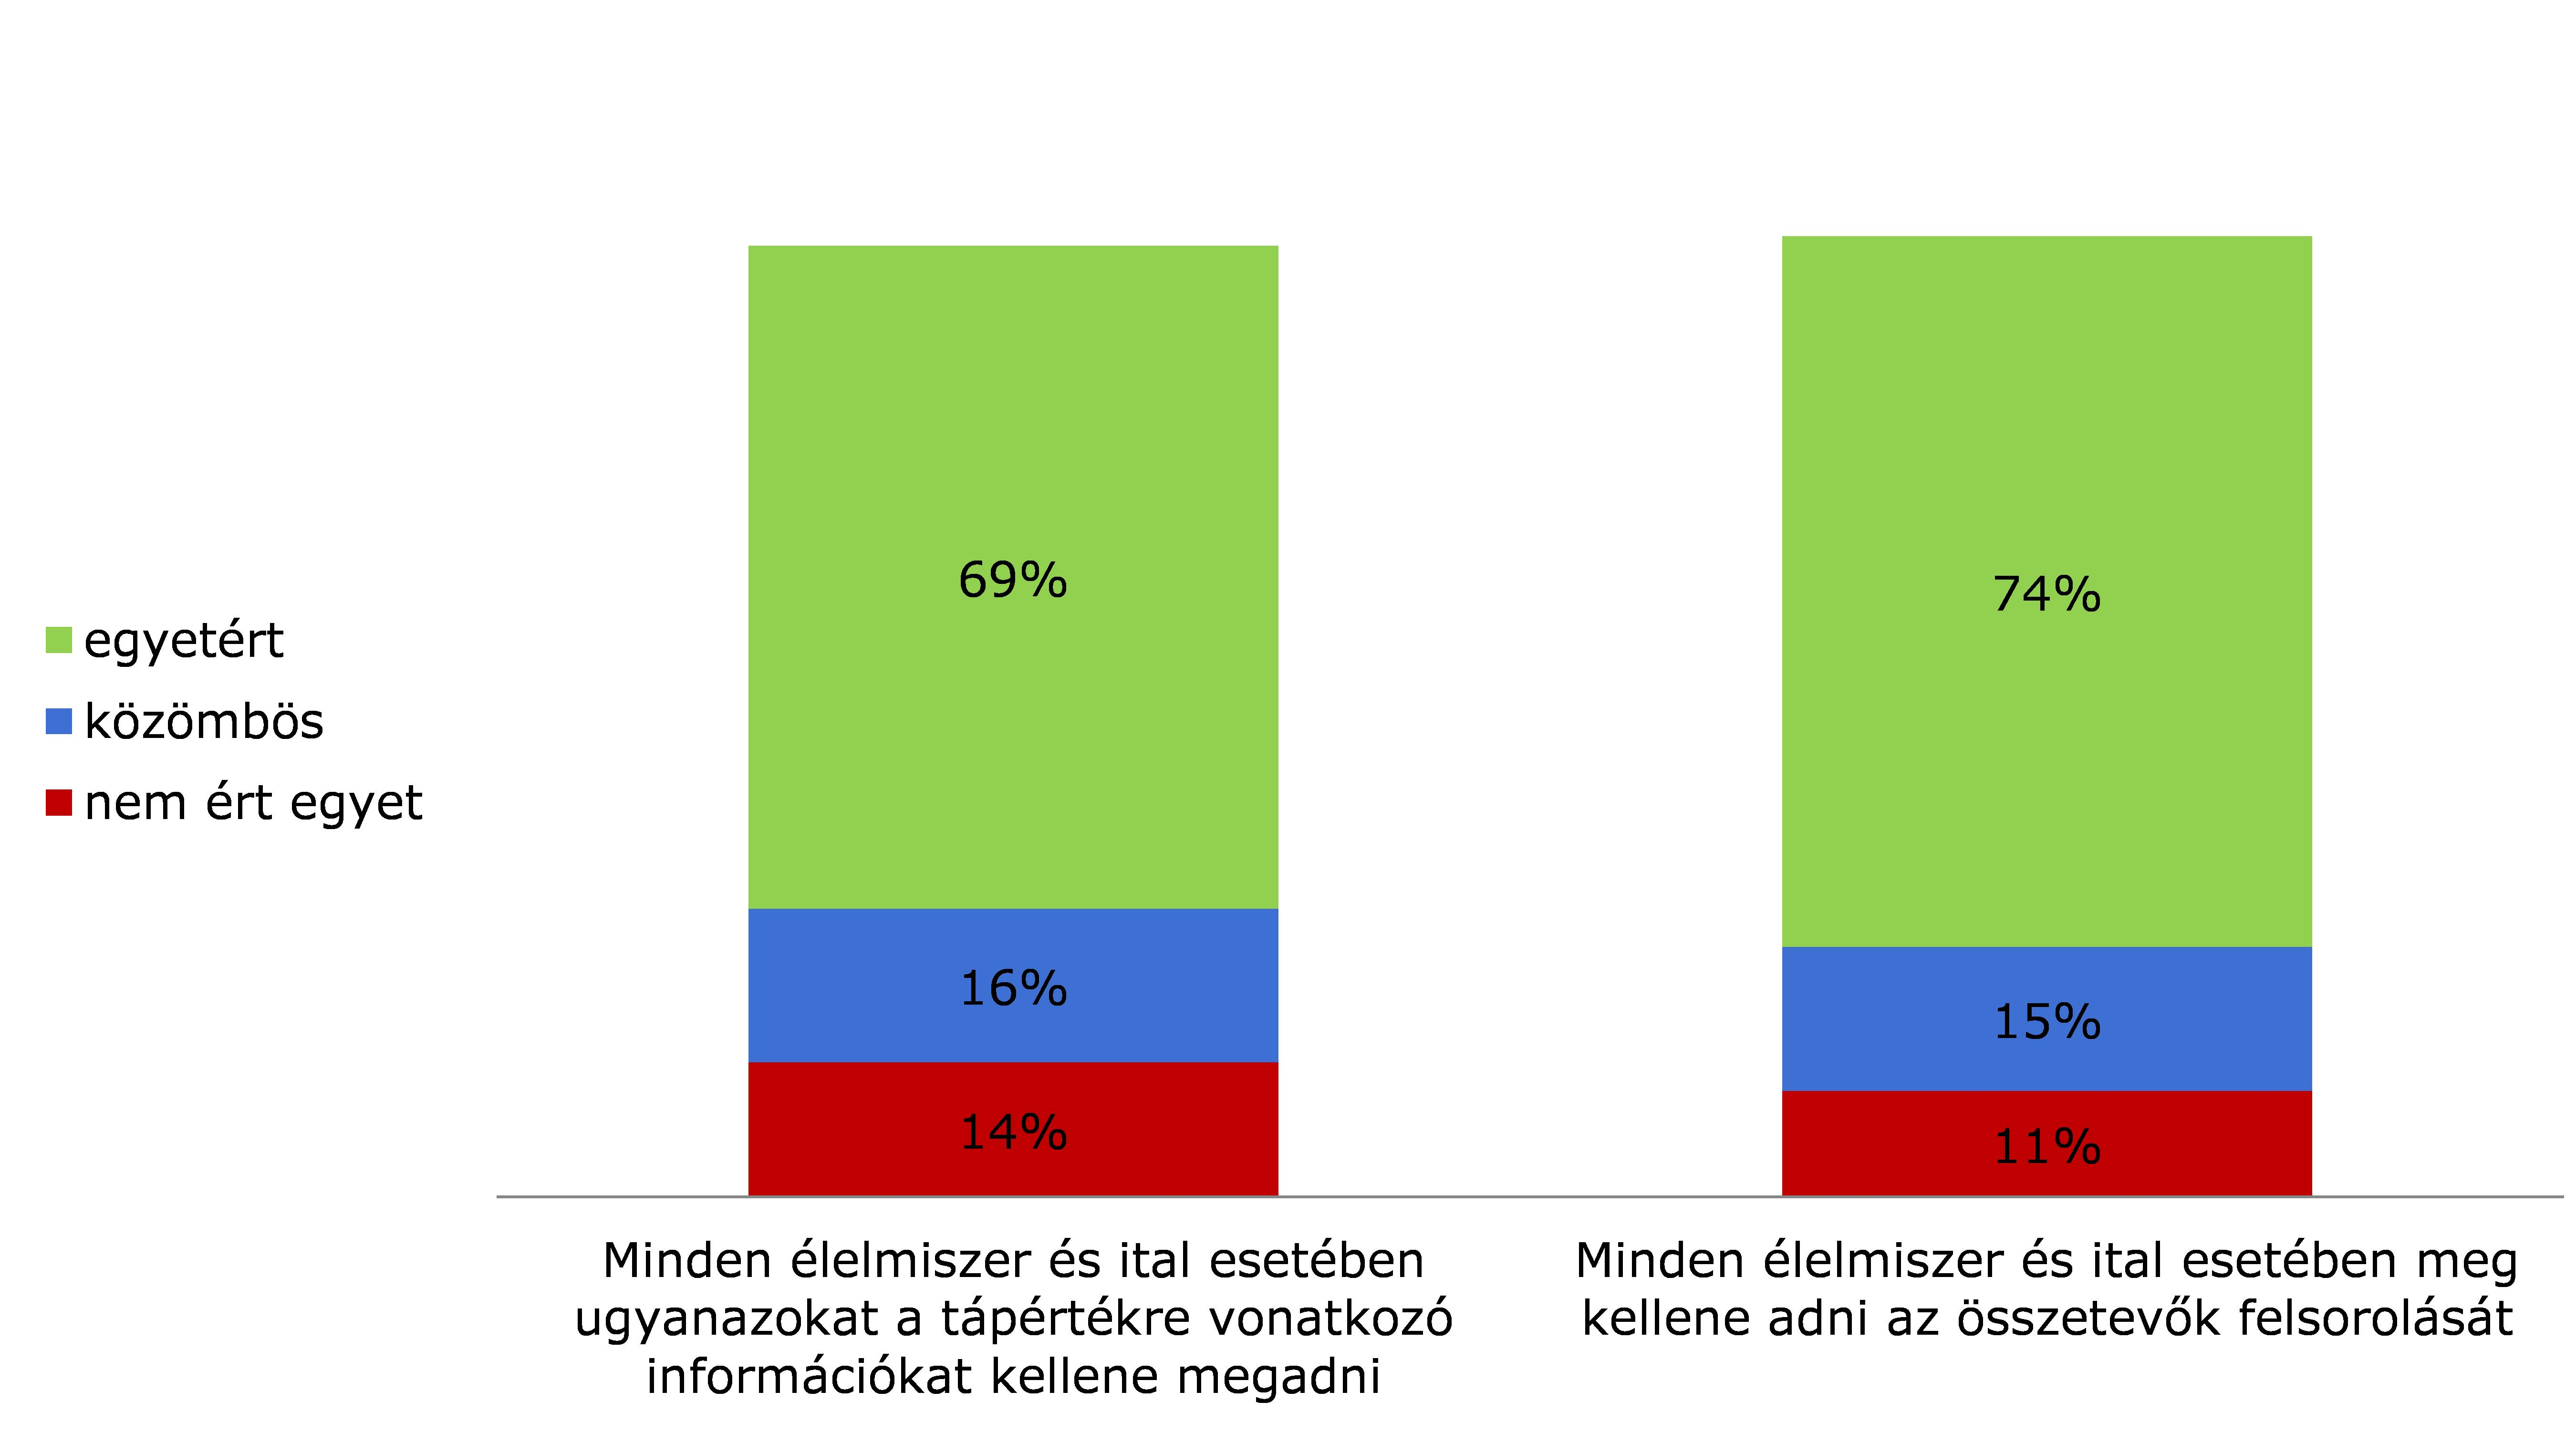 egyetért
közömbös
nem ért egyet
69%
16%
14%
74%
15%
11%
Minden élelmiszer és ital esetében
ugyanazokat a tápértékre vonatkozó
információkat kellene megadni
Minden élelmiszer és ital esetében meg
kellene adni az összetevők felsorolását